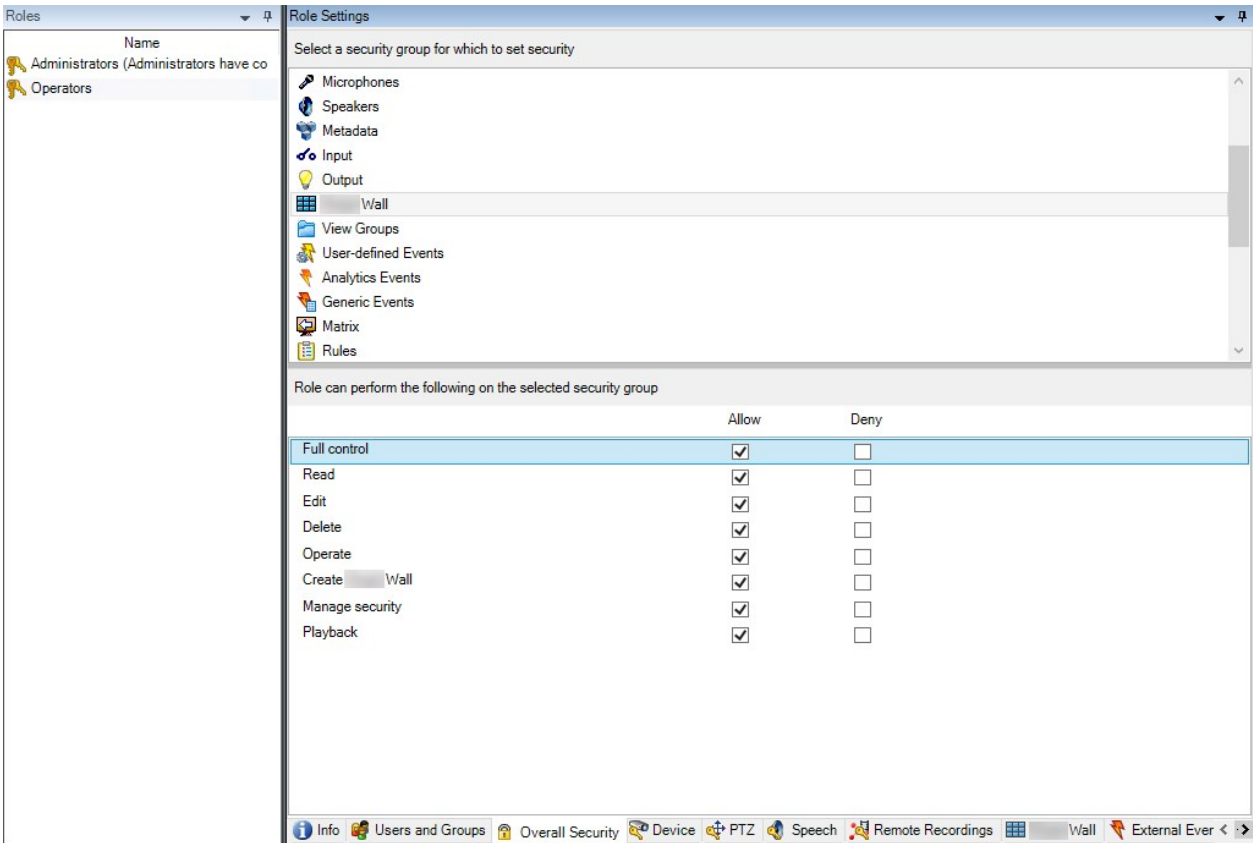 Roles
Role Settings
Name
Administrators (Administrators have co
Operators
Select a security group for which to set security
Microphones
Speakers
Metadata
Input
Output
Wall
View Groups
User-defined Events
Analytics Events
Generic Events
Matrix
Rules
Role can perform the following on the selected security group
Allow Deny
Full control
Read
Edit
Delete
Operate
Create Wall
Manage security
Playback
Info Users and Groups Overall Security Device PTZ Speech Remote Recordings Wall External Ever